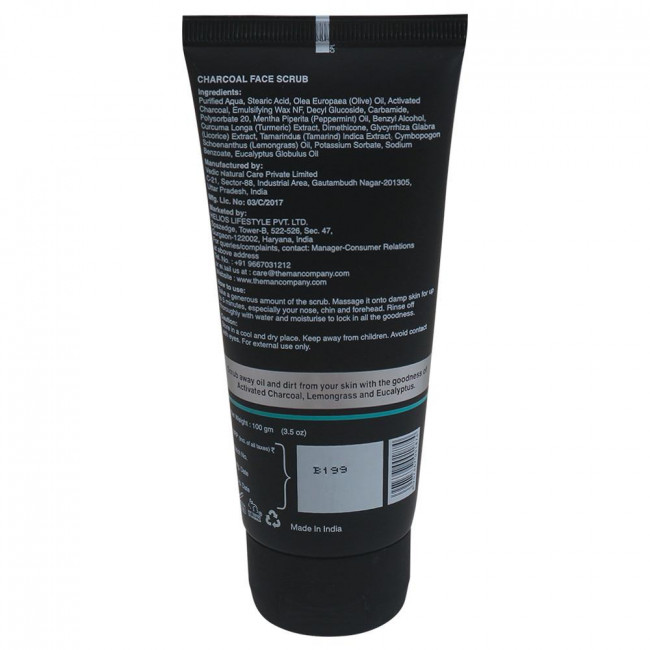 CHARCOAL FACE SCRUB
Ingredients:
Purified Aqua, Stearic Acid, Olea Europaea (Olive) Oil, Activated
Charcoal, Emulsifying Wax NF, Decyl Glucoside, Carbamide,
Polysorbate 20, Mentha Piperita (Peppermint) Oil, Benzyl Alcohol,
Curcuma Longa (Turmeric) Extract, Dimethicone, Glycyrrhiza Glabra
(Licorice) Extract, Tamarindus (Tamarind) Indica Extract, Cymbopogon
Schoenanthus (Lemongrass) Oil, Potassium Sorbate, Sodium
Benzoate, Eucalyptus Globulus Oil
Manufactured by:
Vedic Natural Care Private Limited
C-21, Sector-88, Industrial Area, Gautambudh Nagar-201305,
Uttar Pradesh, India
Mfg. Lic. No: 03/C/2017
Marketed by:
HELIOS LIFESTYLE PVT. LTD.
Tower-B, 522-526, Sec. 47,
Gurgaon-122002, Haryana, India
For queries/complaints, contact: Manager-Consumer Relations
at above address
Tel. No. : +91 9667031212
mail us at : care@themancompany.com
Website : www.themancompany.com
to use:
a generous amount of the scrub. Massage it onto damp skin for up
minutes, especially your nose, chin and forehead. Rinse off
thoroughly with water and moisturise to lock in all the goodness.
in a cool and dry place. Keep away from children. Avoid contact
eyes. For external use only.
Scrub away oil and dirt from your skin with the goodness of
Activated Charcoal, Lemongrass and Eucalyptus.
Weight : 100 gm (3.5 oz)
(incl. of all taxes) ₹
No.
Date
Date
B199
Made In India